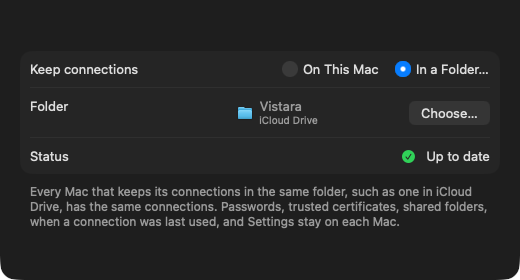 Keep connections On This Mac In a Folder...
Folder Vistara
iCloud Drive
Choose...
Status Up to date
Every Mac that keeps its connections in the same folder, such as one in iCloud
Drive, has the same connections. Passwords, trusted certificates, shared folders,
when a connection was last used, and Settings stay on each Mac.